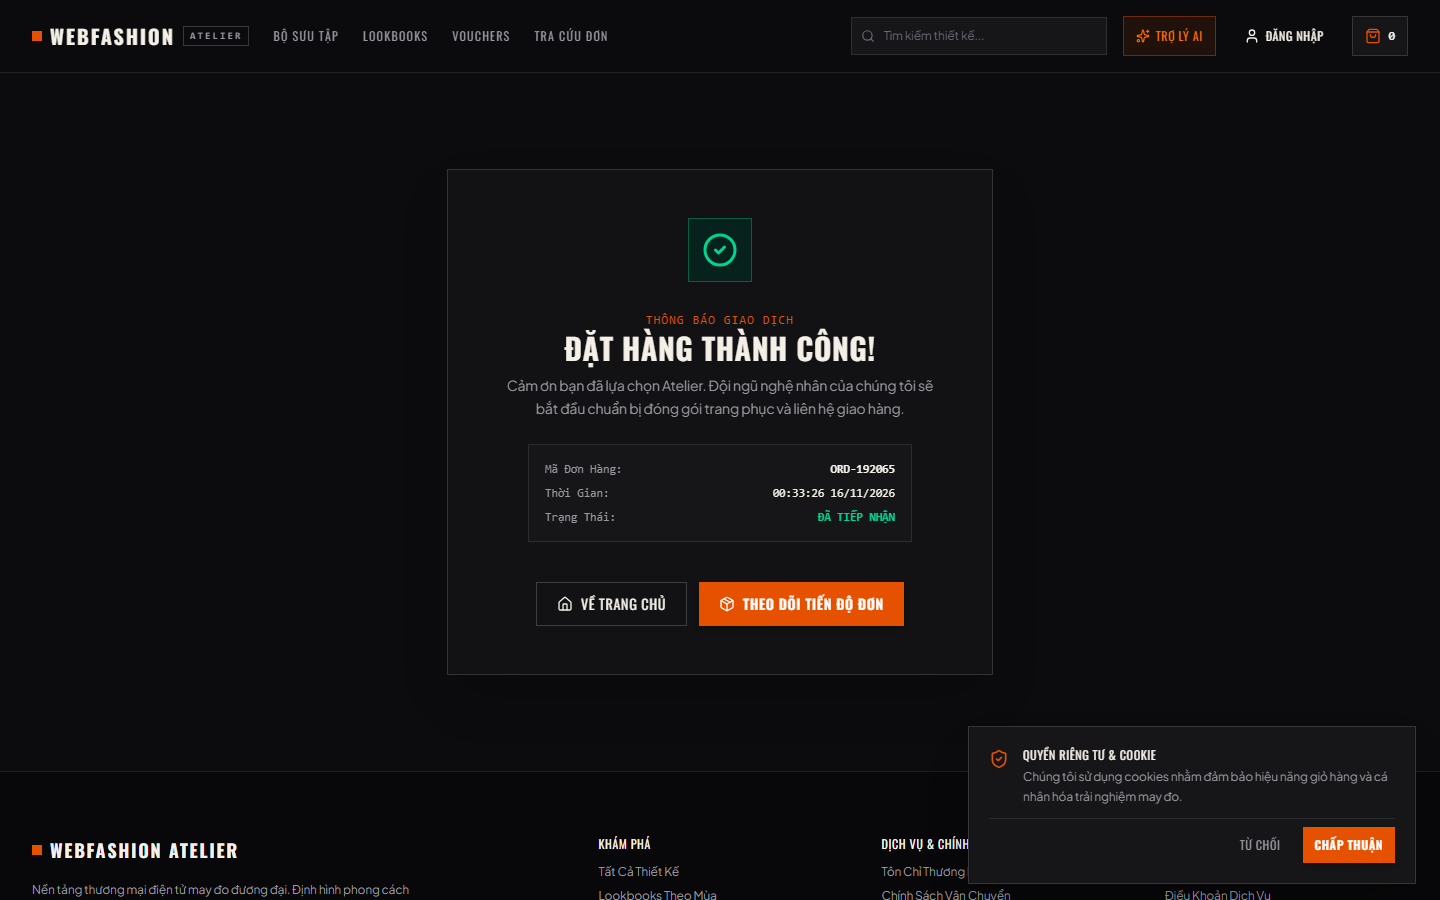 WEBFASHION ATELIER BỘ SƯU TẬP LOOKBOOKS VOUCHERS TRA CỨU ĐƠN Tìm kiếm thiết kế... TRỢ LÝ AI ĐĂNG NHẬP 0
THÔNG BÁO GIAO DỊCH
ĐẶT HÀNG THÀNH CÔNG!
Cảm ơn bạn đã lựa chọn Atelier. Đội ngũ nghệ nhân của chúng tôi sẽ
bắt đầu chuẩn bị đóng gói trang phục và liên hệ giao hàng.
Mã Đơn Hàng: ORD-192065
Thời Gian: 00:33:26 16/11/2026
Trạng Thái: ĐÃ TIẾP NHẬN
VỀ TRANG CHỦ THEO DÕI TIẾN ĐỘ ĐƠN
QUYỀN RIÊNG TƯ & COOKIE
Chúng tôi sử dụng cookies nhằm đảm bảo hiệu năng giỏ hàng và cá
nhân hóa trải nghiệm may đo.
TỪ CHỐI CHẤP THUẬN
WEBFASHION ATELIER
Nền tảng thương mại điện tử may đo đương đại. Định hình phong cách
KHÁM PHÁ
Tất Cả Thiết Kế
Lookbooks Theo Mùa
DỊCH VỤ & CHÍNH
Tôn Chỉ Thương
Chính Sách Vận Chuyển
Điều Khoản Dịch Vụ